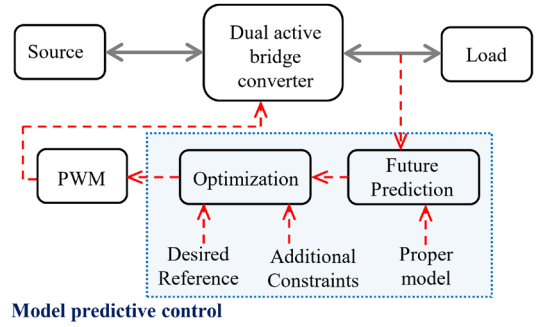 Source
Dual active
bridge
converter
Load
PWM
Optimization
Future
Prediction
Desired
Reference
Additional
Constraints
Proper
model
Model predictive control